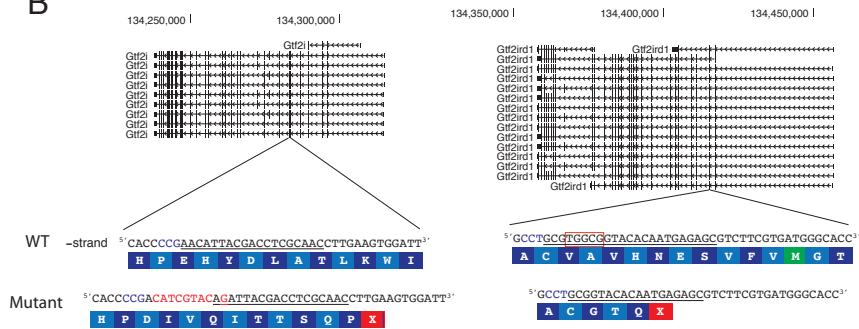 B
134,250,000 134,300,000
134,350,000 134,400,000 134,450,000
Gtf2i
Gtf2i
Gtf2i
Gtf2i
Gtf2i
Gtf2i
Gtf2i
Gtf2i
Gtf2i
Gtf2i
Gtf2ird1 Gtf2ird1
Gtf2ird1
Gtf2ird1
Gtf2ird1
Gtf2ird1
Gtf2ird1
Gtf2ird1
Gtf2ird1
Gtf2ird1
Gtf2ird1
Gtf2ird1
Gtf2ird1
Gtf2ird1
Gtf2ird1
Gtf2ird1
WT -strand 5'CACCCCGAACATTACGACCTCGCAACCTTGAAGTGGATT3'
H P E H Y D L A T L K W I
5'GCCTGCGTGGCGGTACACAATGAGAGCGTCTTCGTGATGGGCACC3'
A C V A V H N E S V F V M G T
Mutant 5'CACCCCGACATCGTACAGATTACGACCTCGCAACCTTGAAGTGGATT3'
H P D I V Q I T T S Q P X
5'GCCTGCGGTACACAATGAGAGCGTCTTCGTGATGGGCACC3'
A C G T Q X